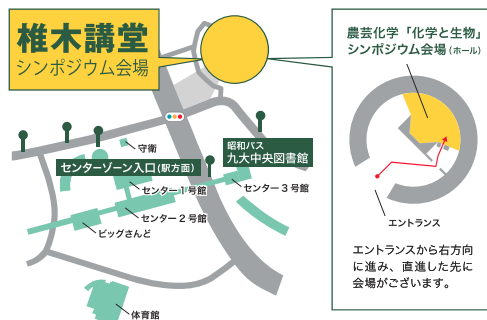 椎木講堂
シンポジウム会場
農芸化学「化学と生物」
シンポジウム会場（ホール）
守衛
昭和バス
九大中央図書館
センターゾーン入口(駅方面)
センター1号館
センター3号館
センター2号館
ビッグさんど
体育館
エントランス
エントランスから右方向
に進み、直進した先に
会場がございます。